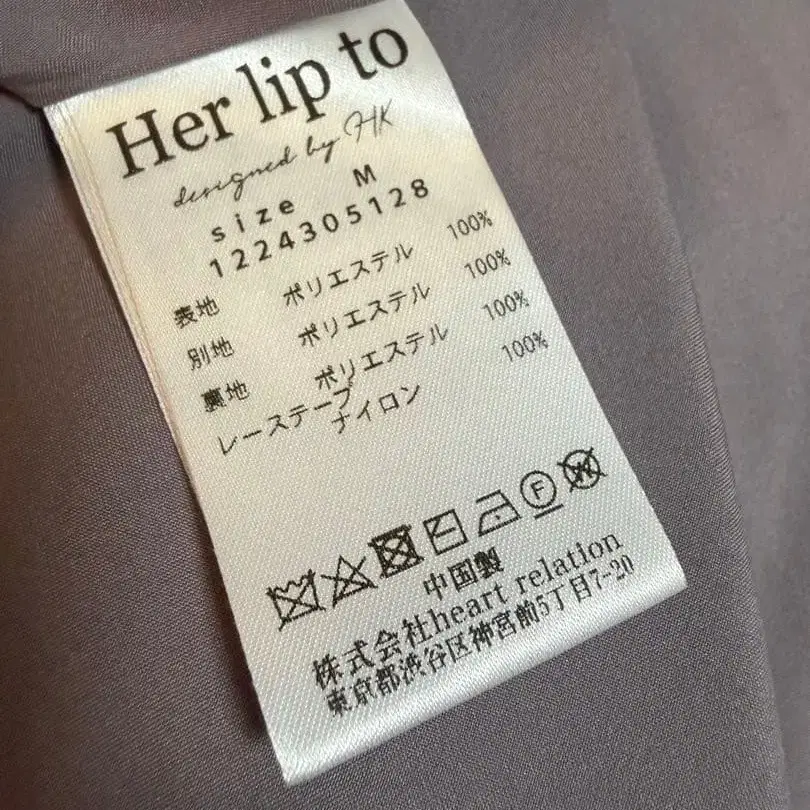 Her lip to
designed by HK
size M
1224305128
表地 ポリエステル 100%
別地 ポリエステル 100%
裏地 ポリエステル 100%
レーステープ
ナイロン 100%
F W
中国製
株式会社heart relation
東京都渋谷区神宮前5丁目7-20